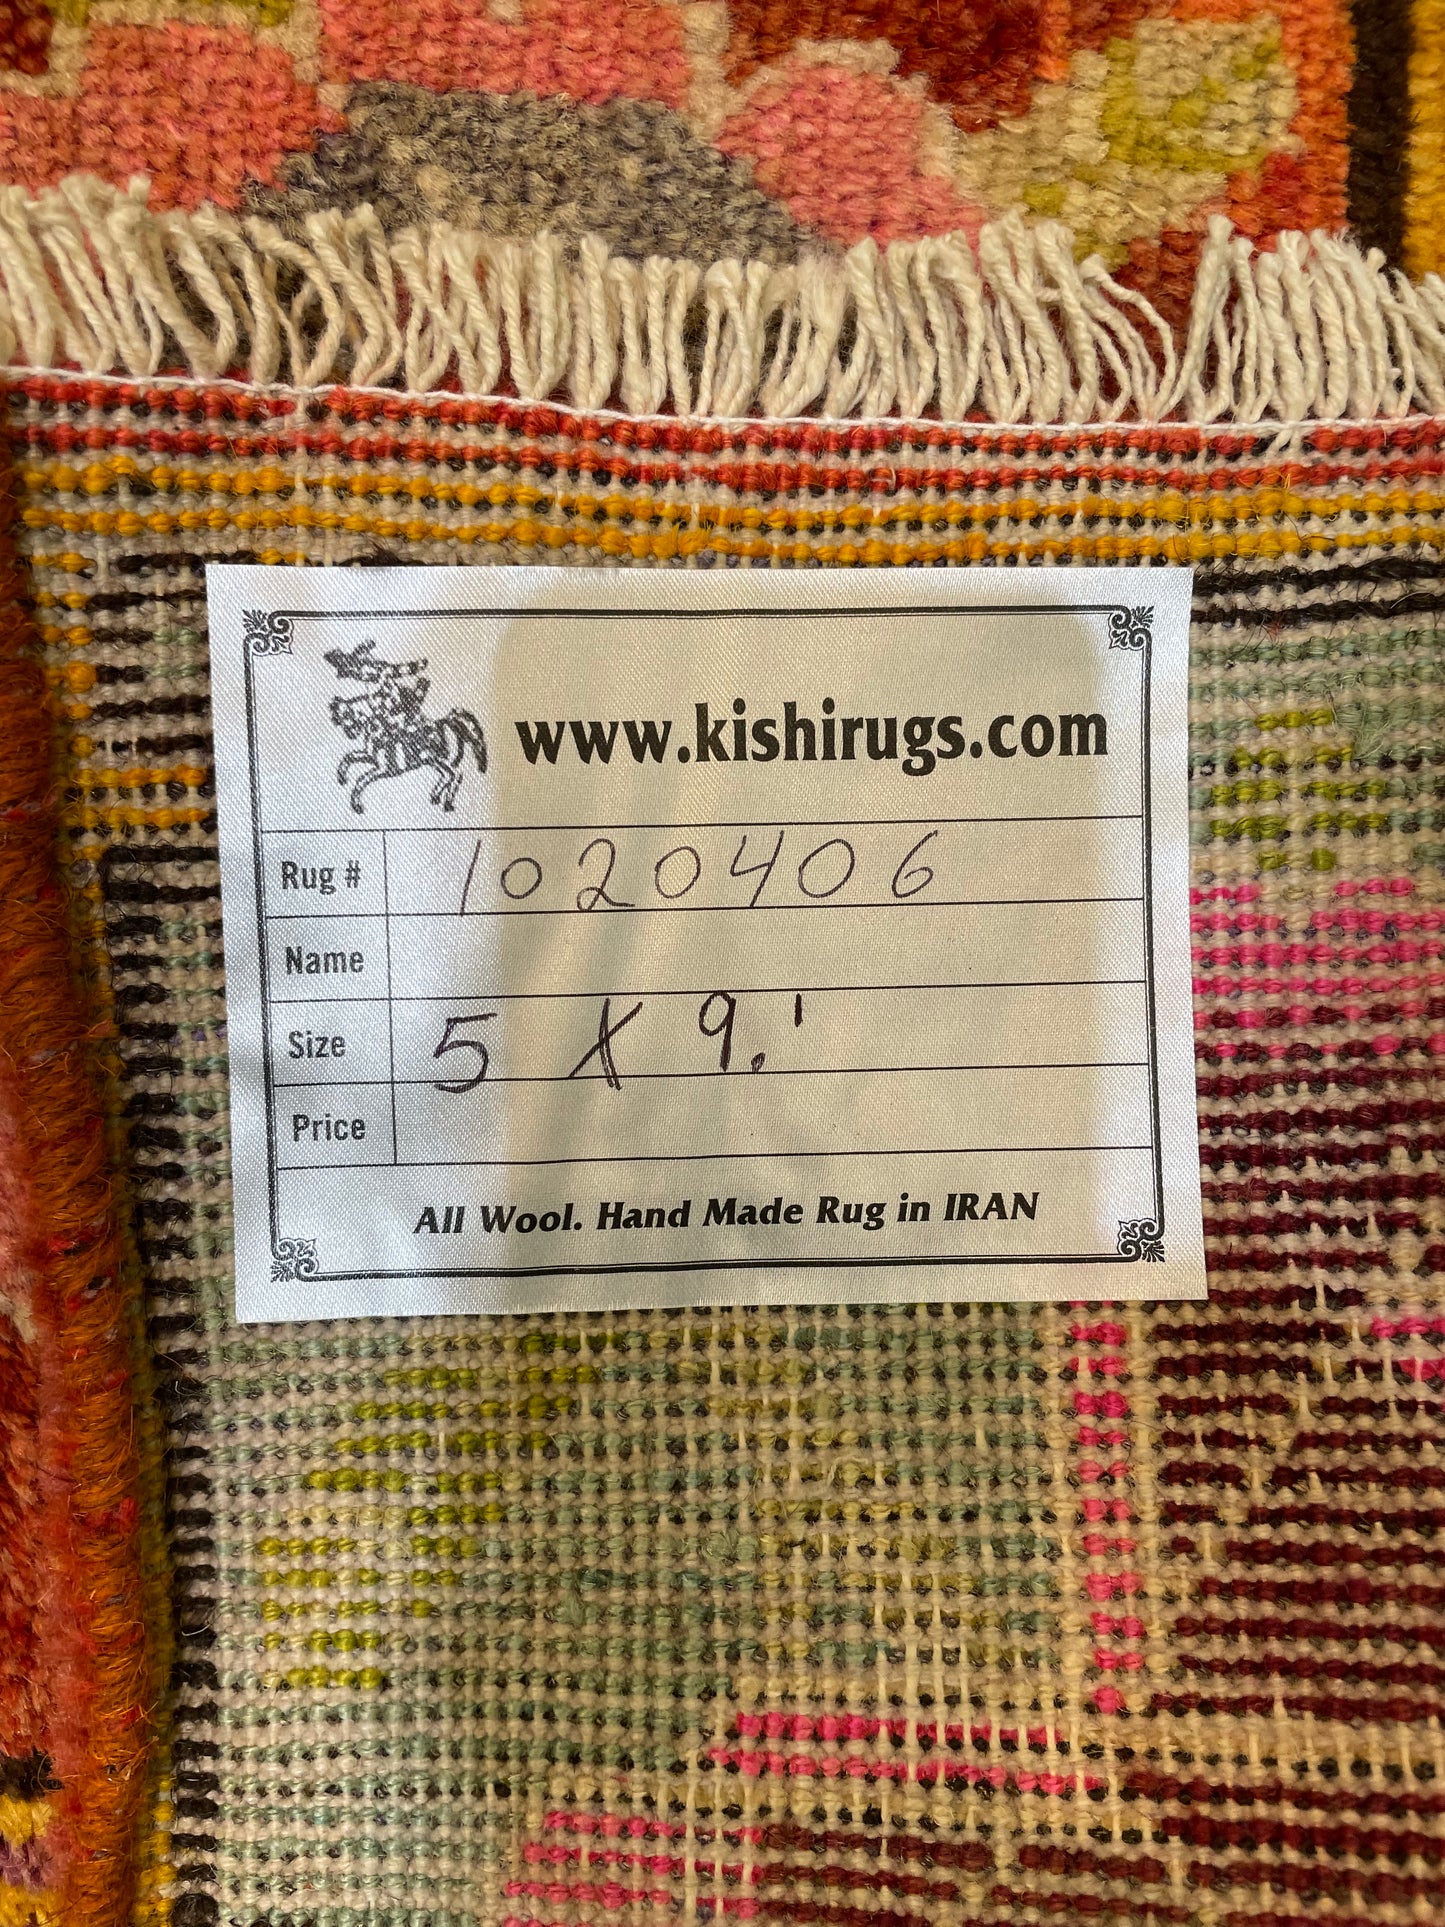 www.kishirugs.com
Rug # 1020406
Name
Size 5 X 9.'
Price
All Wool. Hand Made Rug in IRAN